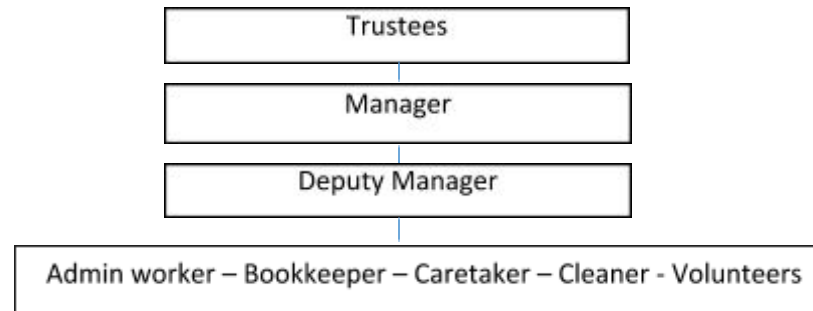 Trustees
Manager
Deputy Manager
Admin worker – Bookkeeper – Caretaker – Cleaner - Volunteers